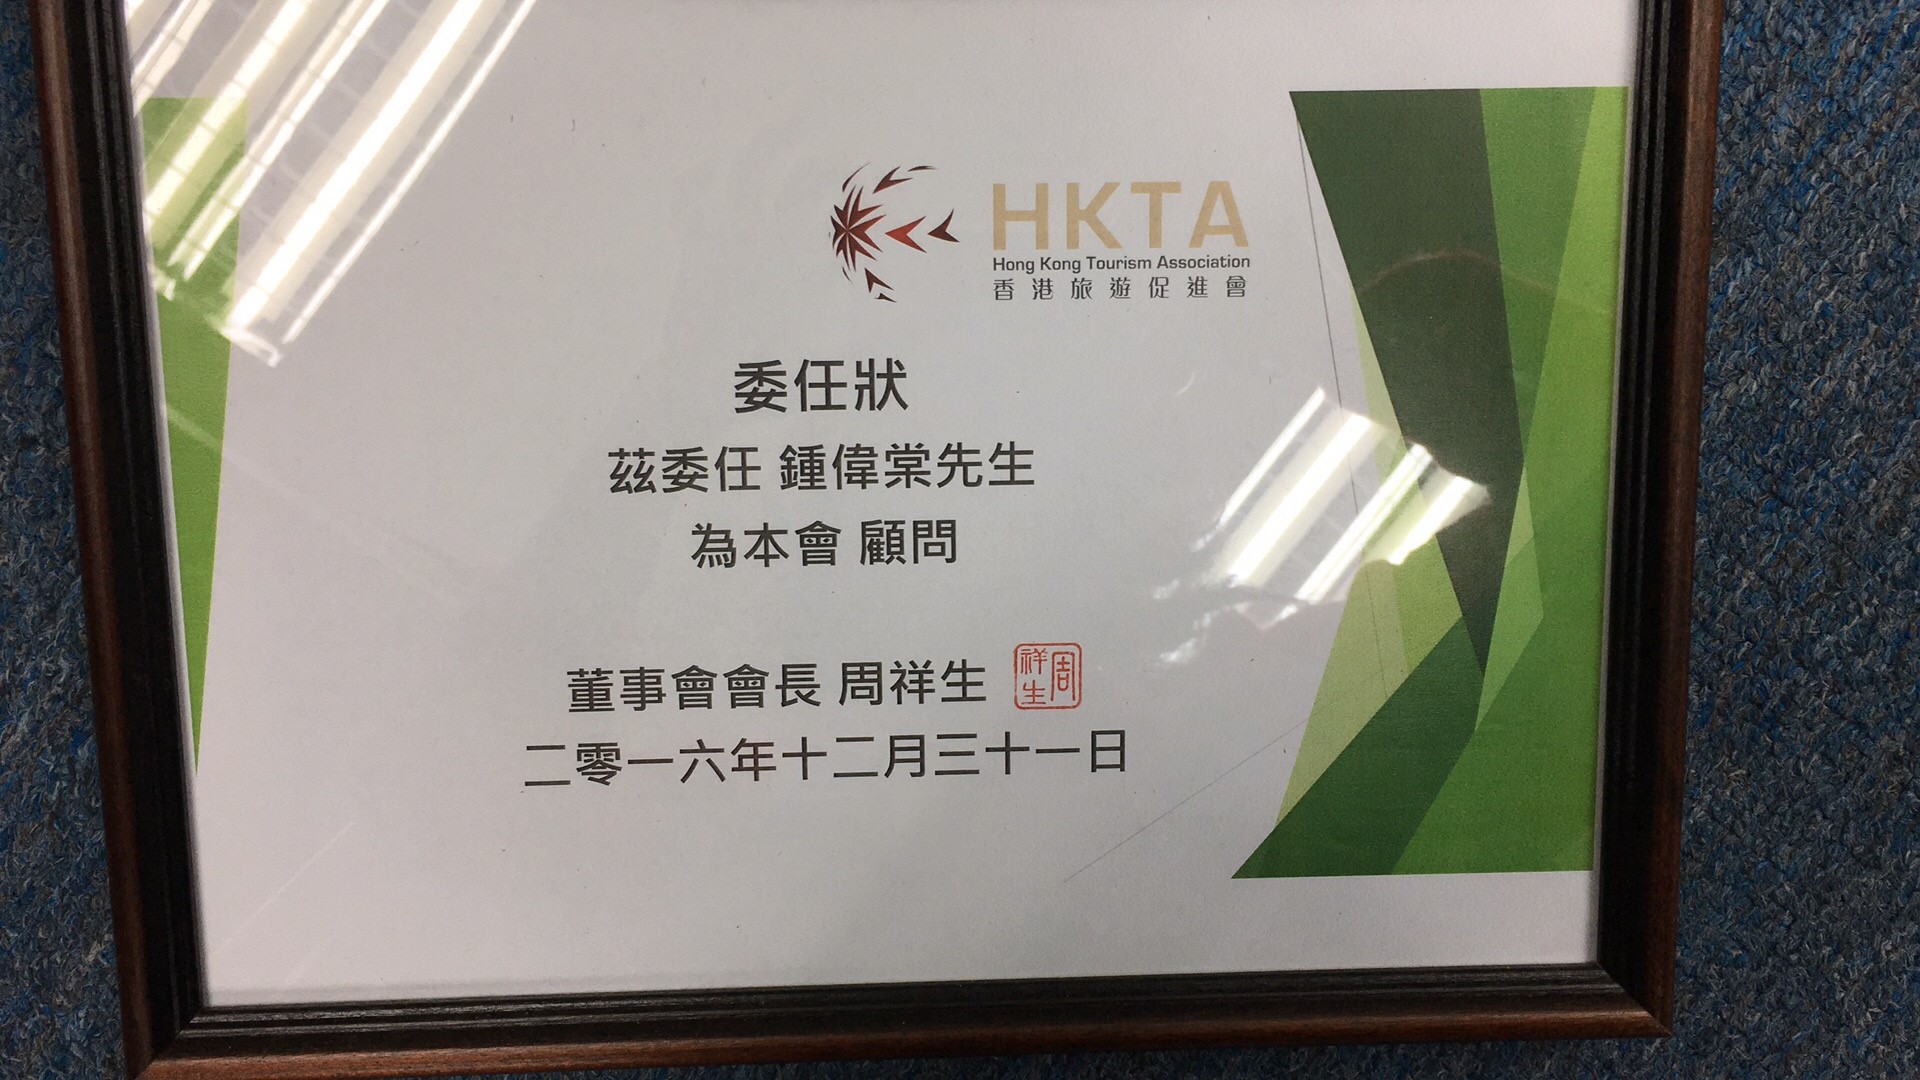 HKTA
Hong Kong Tourism Association
香港旅遊促進會
委任狀
茲委任 鍾偉棠先生
為本會 顧問
董事會會長 周祥生
周祥生
二零一六年十二月三十一日